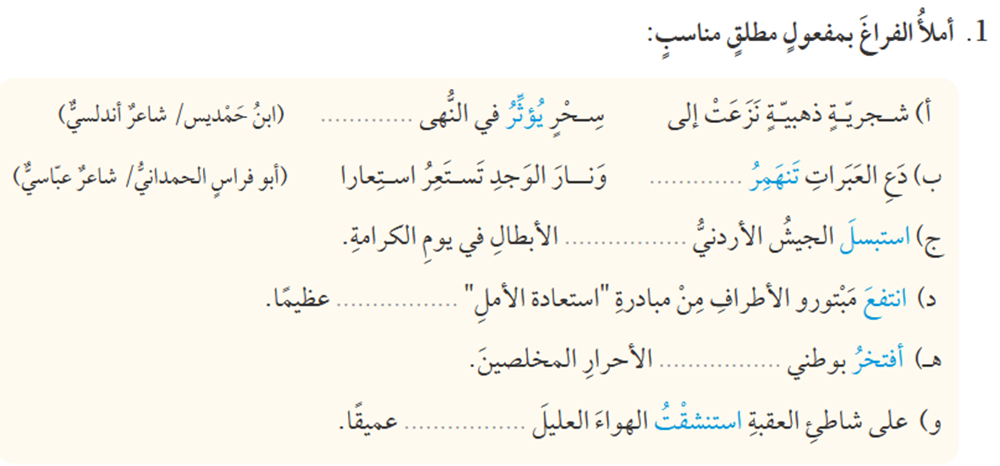 1. أملأُ الفراغَ بمفعولٍ مطلقٍ مناسبٍ:
أ) شـجريّـةٍ ذهبيّـةٍ نَزَعَتْ إلى سِـحْرٍ يُؤثِّرُ في النُّهى ............. (ابنُ حَمْديس/ شاعرٌ أندلسيٌّ)
ب) دَعِ العَبَراتِ تَنهَمِرُ ............. وَنـارَ الوَجدِ تَسـتَعِرُ اسـتِعارا (أبو فراسٍ الحمدانيُّ/ شاعرٌ عبّاسيٌّ)
ج) استبسلَ الجيشُ الأردنيُّ ................. الأبطالِ في يومِ الكرامةِ.
د) انتفعَ مَبْتورو الأطرافِ مِنْ مبادرةِ "استعادة الأملِ" ................. عظيمًا.
هـ) أفتخرُ بوطني ................. الأحرارِ المخلصينَ.
و) على شاطئِ العقبةِ استنشقْتُ الهواءَ العليلَ ................. عميقًا.